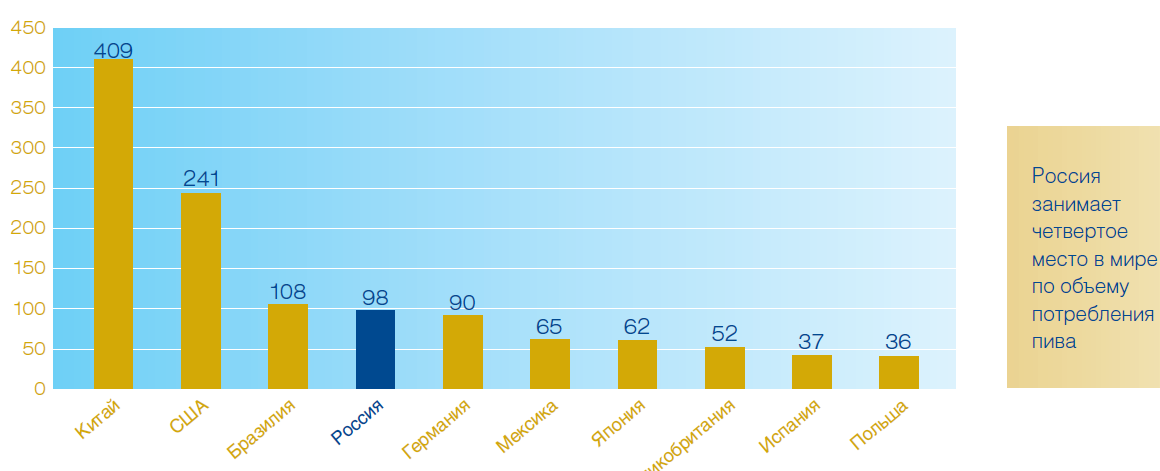 450
400
350
300
250
200
150
100
50
0
409
241
108
98
90
65
62
52
37
36
Китай
США
Бразилия
Россия
Германия
Мексика
Япония
икобритания
Испания
Польша
Россия
занимает
четвертое
место в мире
по объему
потребления
пива